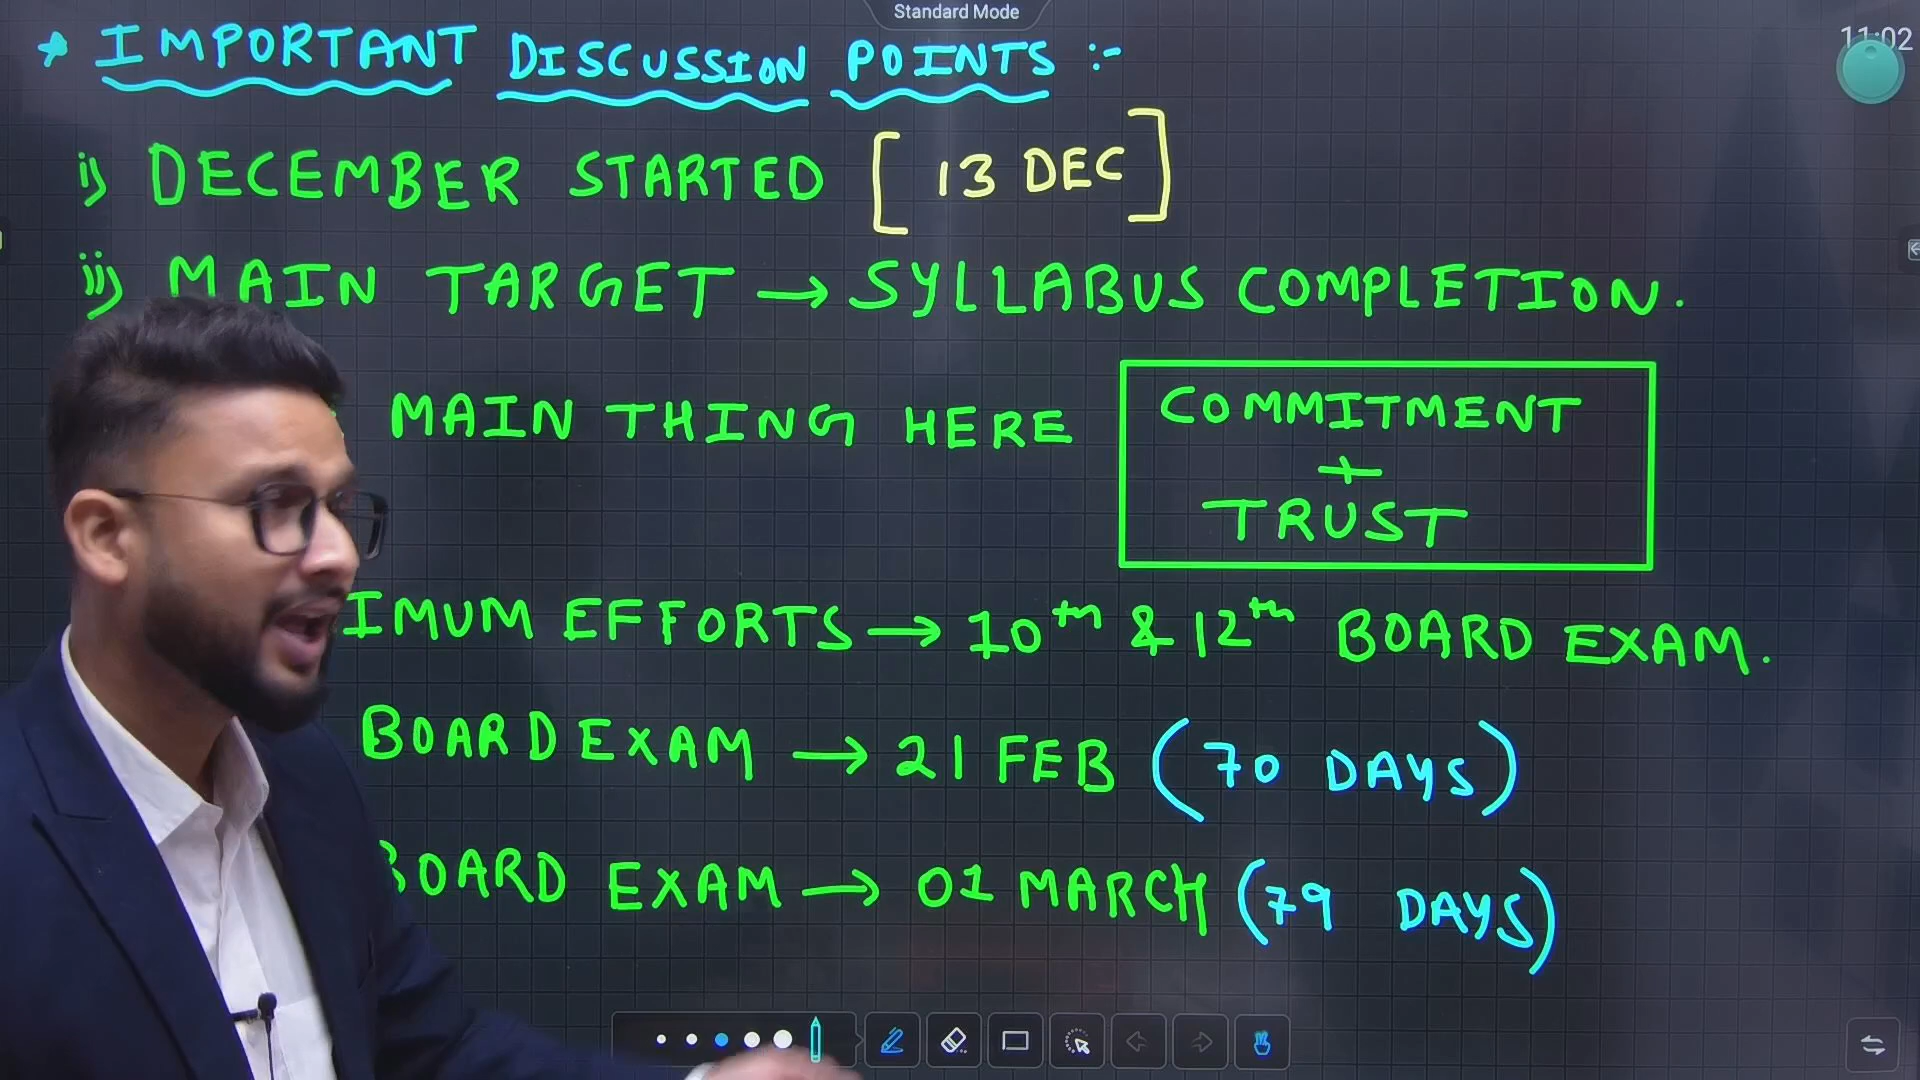 Standard Mode
11:02
IMPORTANT DISCUSSION POINTS :-
i) DECEMBER STARTED [13 DEC]
ii) MAIN TARGET → SYLLABUS COMPLETION.
MAIN THING HERE
COMMITMENT
+
TRUST
IMUM EFFORTS → 10th & 12th BOARD EXAM.
BOARD EXAM → 21 FEB (70 DAYS)
BOARD EXAM → 01 MARCH (79 DAYS)